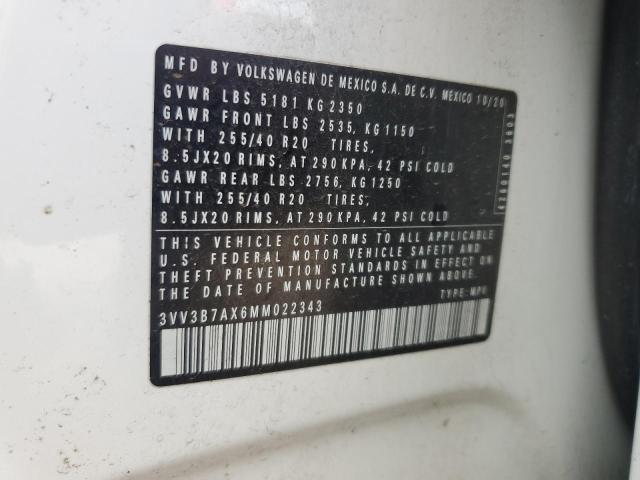 MFD BY VOLKSWAGEN DE MEXICO S.A. DE C.V. MEXICO 10/20
GVWR LBS 5181 KG 2350
GAWR FRONT LBS 2535, KG 1150
WITH 255/40 R20 TIRES,
8.5JX20 RIMS, AT 290 KPA, 42 PSI COLD
GAWR REAR LBS 2756, KG 1250
WITH 255/40 R20 TIRES,
8.5JX20 RIMS, AT 290 KPA, 42 PSI COLD
THIS VEHICLE CONFORMS TO ALL APPLICABLE
U.S. FEDERAL MOTOR VEHICLE SAFETY AND
THEFT PREVENTION STANDARDS IN EFFECT ON
THE DATE OF MANUFACTURE SHOWN ABOVE.
3VV3B7AX6MM022343
TYPE: MPV